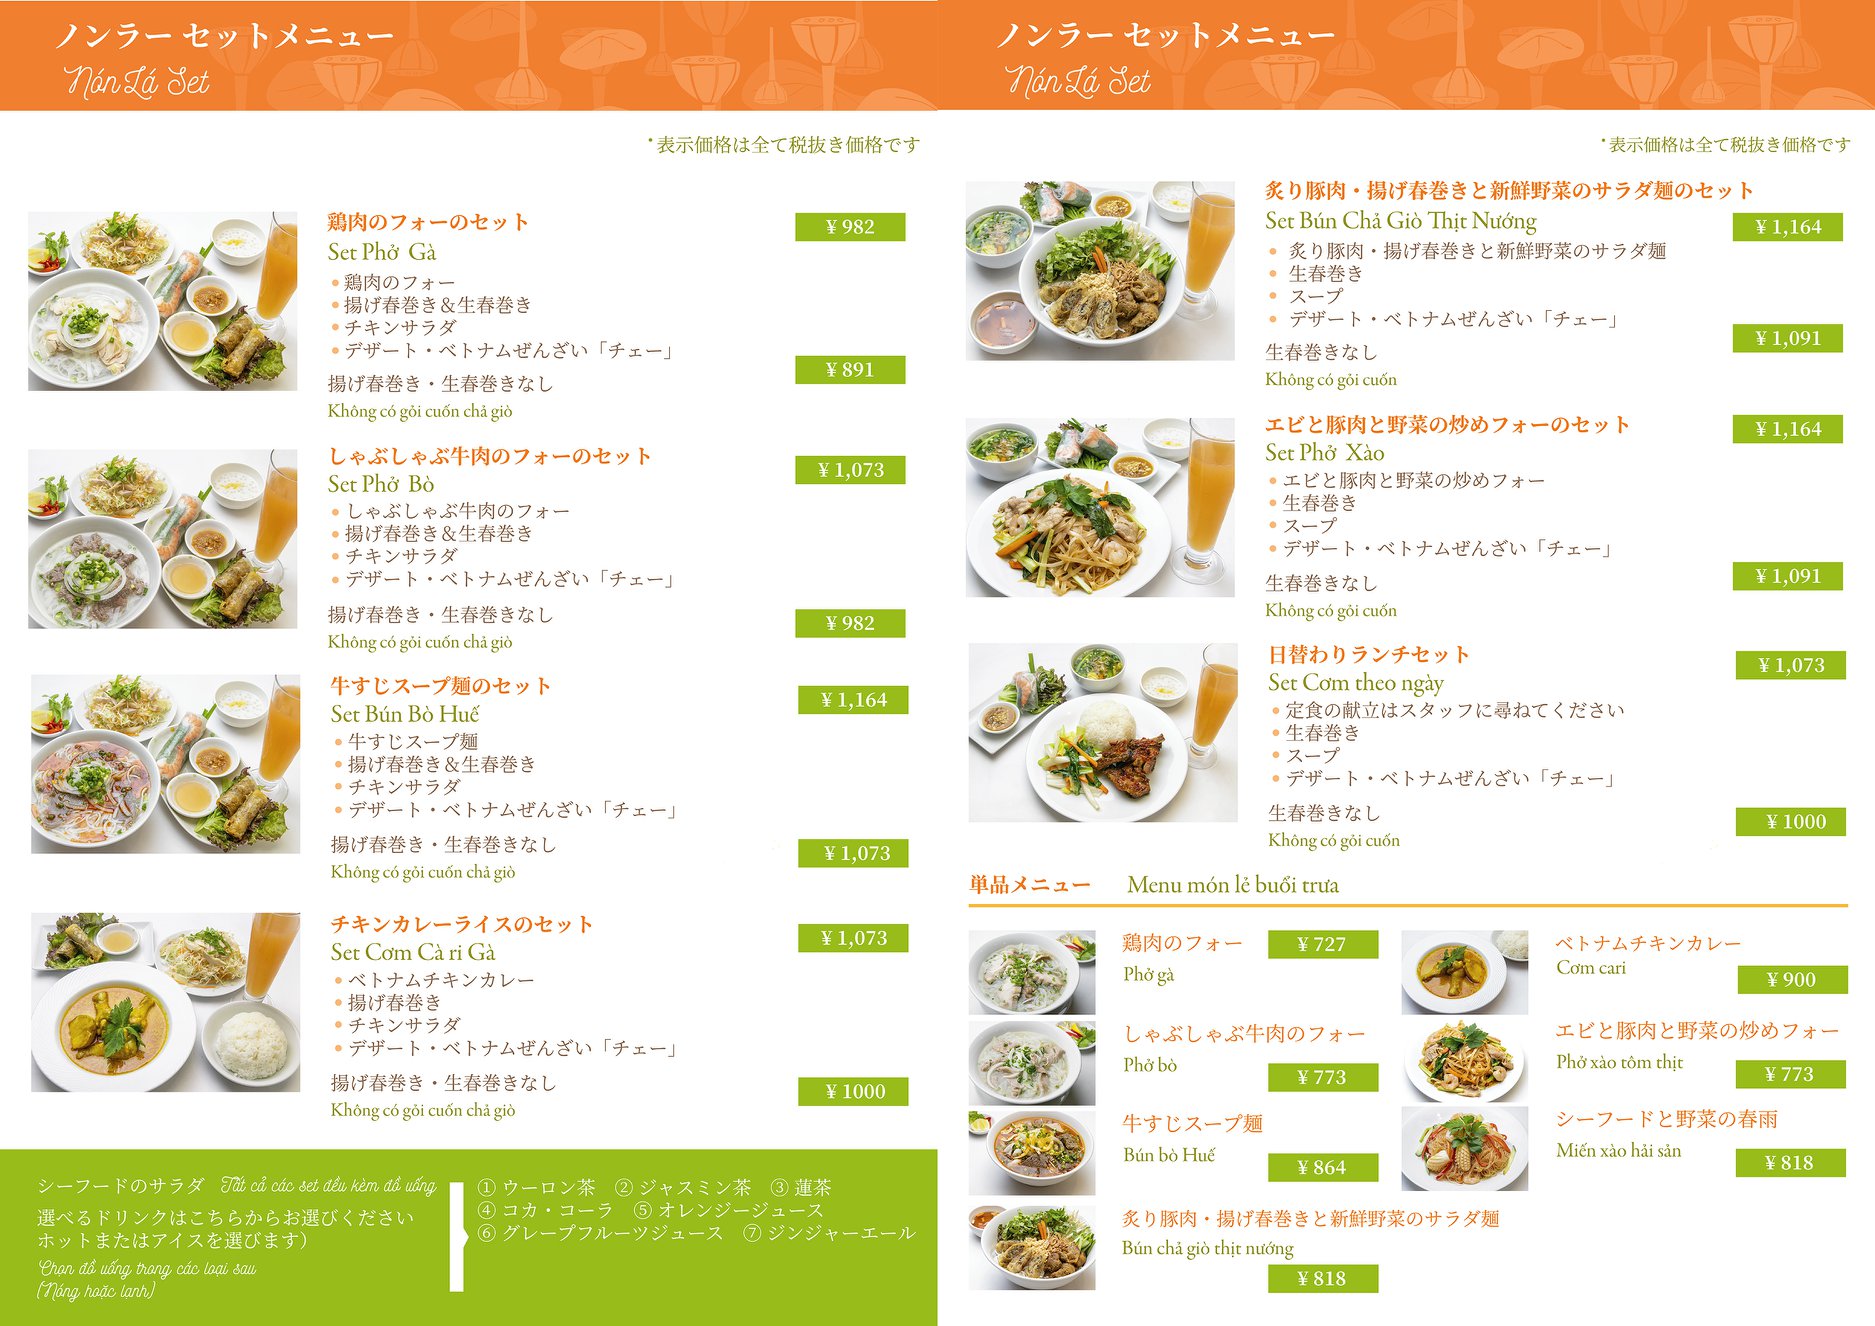 ノンラー セットメニュー
Nón Lá Set
*表示価格は全て税抜き価格です
鶏肉のフォーのセット
Set Phở Gà
¥ 982
• 鶏肉のフォー
• 揚げ春巻き＆生春巻き
• チキンサラダ
• デザート・ベトナムぜんざい「チェー」
揚げ春巻き・生春巻きなし
¥ 891
Không có gỏi cuốn chả giò
しゃぶしゃぶ牛肉のフォーのセット
Set Phở Bò
¥ 1,073
• しゃぶしゃぶ牛肉のフォー
• 揚げ春巻き＆生春巻き
• チキンサラダ
• デザート・ベトナムぜんざい「チェー」
揚げ春巻き・生春巻きなし
¥ 982
Không có gỏi cuốn chả giò
牛すじスープ麺のセット
Set Bún Bò Huế
¥ 1,164
• 牛すじスープ麺
• 揚げ春巻き＆生春巻き
• チキンサラダ
• デザート・ベトナムぜんざい「チェー」
揚げ春巻き・生春巻きなし
¥ 1,073
Không có gỏi cuốn chả giò
チキンカレーライスのセット
Set Cơm Cà ri Gà
¥ 1,073
• ベトナムチキンカレー
• 揚げ春巻き
• チキンサラダ
• デザート・ベトナムぜんざい「チェー」
揚げ春巻き・生春巻きなし
¥ 1000
Không có gỏi cuốn chả giò
シーフードのサラダ Tất cả các set đều kèm đồ uống
選べるドリンクはこちらからお選びください
ホットまたはアイスを選びます）
Chọn đồ uống trong các loại sau
(Nóng hoặc lạnh)
① ウーロン茶 ② ジャスミン茶 ③ 蓮茶
④ コカ・コーラ ⑤ オレンジージュース
⑥ グレープフルーツジュース ⑦ ジンジャーエール
ノンラー セットメニュー
Nón Lá Set
*表示価格は全て税抜き価格です
炙り豚肉・揚げ春巻きと新鮮野菜のサラダ麺のセット
Set Bún Chả Giò Thịt Nướng
¥ 1,164
• 炙り豚肉・揚げ春巻きと新鮮野菜のサラダ麺
• 生春巻き
• スープ
• デザート・ベトナムぜんざい「チェー」
生春巻きなし
¥ 1,091
Không có gỏi cuốn
エビと豚肉と野菜の炒めフォーのセット
Set Phở Xào
¥ 1,164
• エビと豚肉と野菜の炒めフォー
• 生春巻き
• スープ
• デザート・ベトナムぜんざい「チェー」
生春巻きなし
¥ 1,091
Không có gỏi cuốn
日替わりランチセット
Set Cơm theo ngày
¥ 1,073
• 定食の献立はスタッフに尋ねてください
• 生春巻き
• スープ
• デザート・ベトナムぜんざい「チェー」
生春巻きなし
¥ 1000
Không có gỏi cuốn
単品メニュー Menu món lẻ buổi trưa
鶏肉のフォー
¥ 727
Phở gà
しゃぶしゃぶ牛肉のフォー
Phở bò
¥ 773
牛すじスープ麺
Bún bò Huế
¥ 864
炙り豚肉・揚げ春巻きと新鮮野菜のサラダ麺
Bún chả giò thịt nướng
¥ 818
ベトナムチキンカレー
Cơm cari
¥ 900
エビと豚肉と野菜の炒めフォー
Phở xào tôm thịt
¥ 773
シーフードと野菜の春雨
Miến xào hải sản
¥ 818